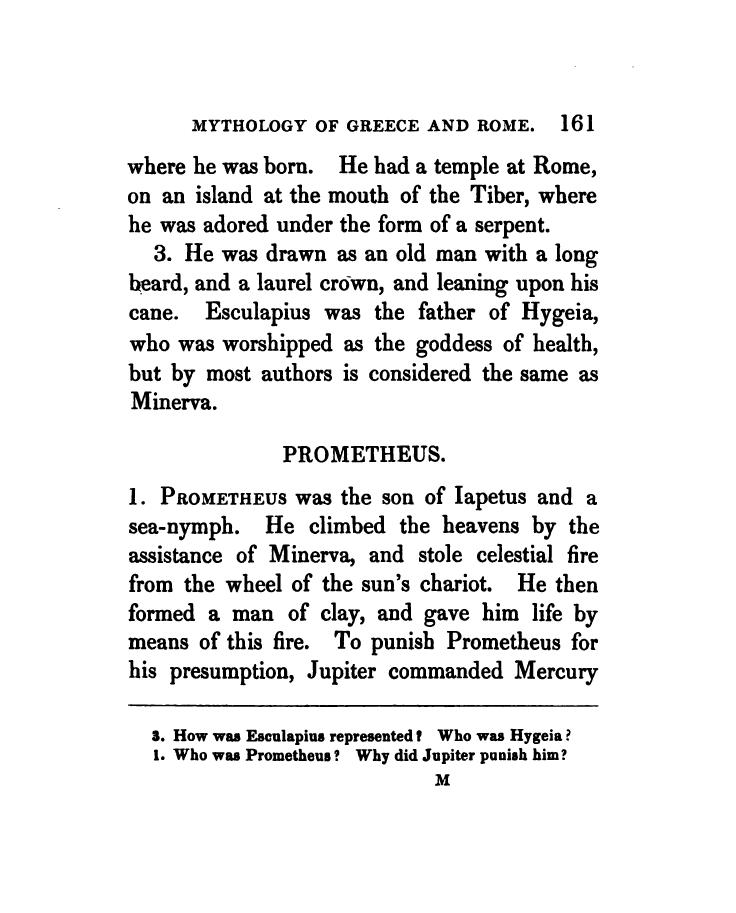 MYTHOLOGY OF GREECE AND ROME. 161
where he was born. He had a temple at Rome,
on an island at the mouth of the Tiber, where
he was adored under the form of a serpent.
3. He was drawn as an old man with a long
beard, and a laurel crown, and leaning upon his
cane. Esculapius was the father of Hygeia,
who was worshipped as the goddess of health,
but by most authors is considered the same as
Minerva.
PROMETHEUS.
1. PROMETHEUS was the son of Iapetus and a
sea-nymph. He climbed the heavens by the
assistance of Minerva, and stole celestial fire
from the wheel of the sun's chariot. He then
formed a man of clay, and gave him life by
means of this fire. To punish Prometheus for
his presumption, Jupiter commanded Mercury
3. How was Esculapius represented? Who was Hygeia?
1. Who was Prometheus? Why did Jupiter punish him?
M